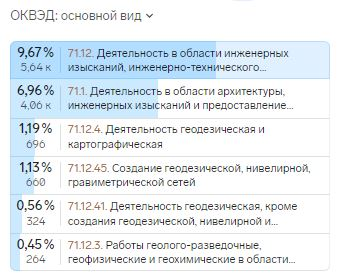 ОКВЭД: основной вид
9,67 % 71.12. Деятельность в области инженерных
5,64 к изысканий, инженерно-технического...
6,96 % 71.1. Деятельность в области архитектуры,
4,06 к инженерных изысканий и предоставление...
1,19 % 71.12.4. Деятельность геодезическая и
696 картографическая
1,13 % 71.12.45. Создание геодезической, нивелирной,
660 гравиметрической сетей
0,56 % 71.12.41. Деятельность геодезическая, кроме
324 создания геодезической, нивелирной и...
0,45 % 71.12.3. Работы геолого-разведочные,
264 геофизические и геохимические в области...